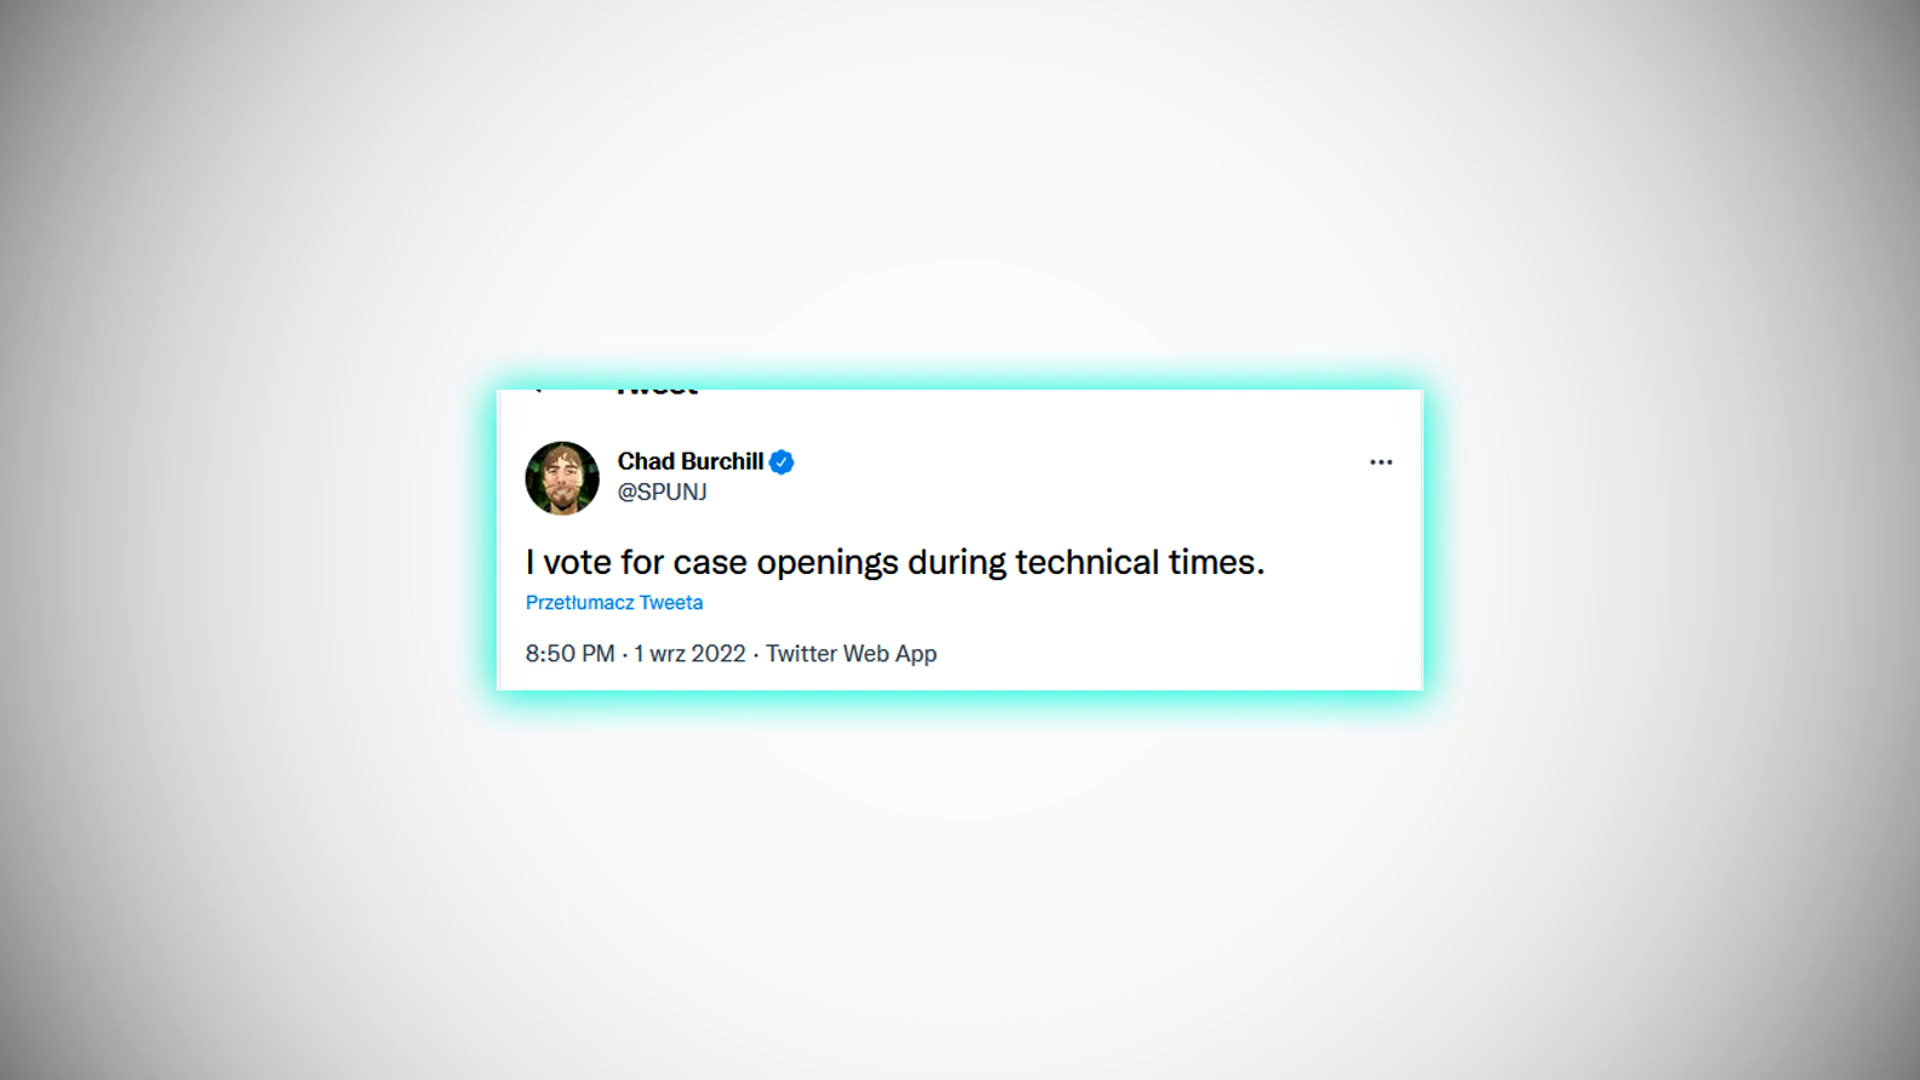 Tweet
Chad Burchill
@SPUNJ
I vote for case openings during technical times.
Przetłumacz Tweeta
8:50 PM · 1 wrz 2022 · Twitter Web App